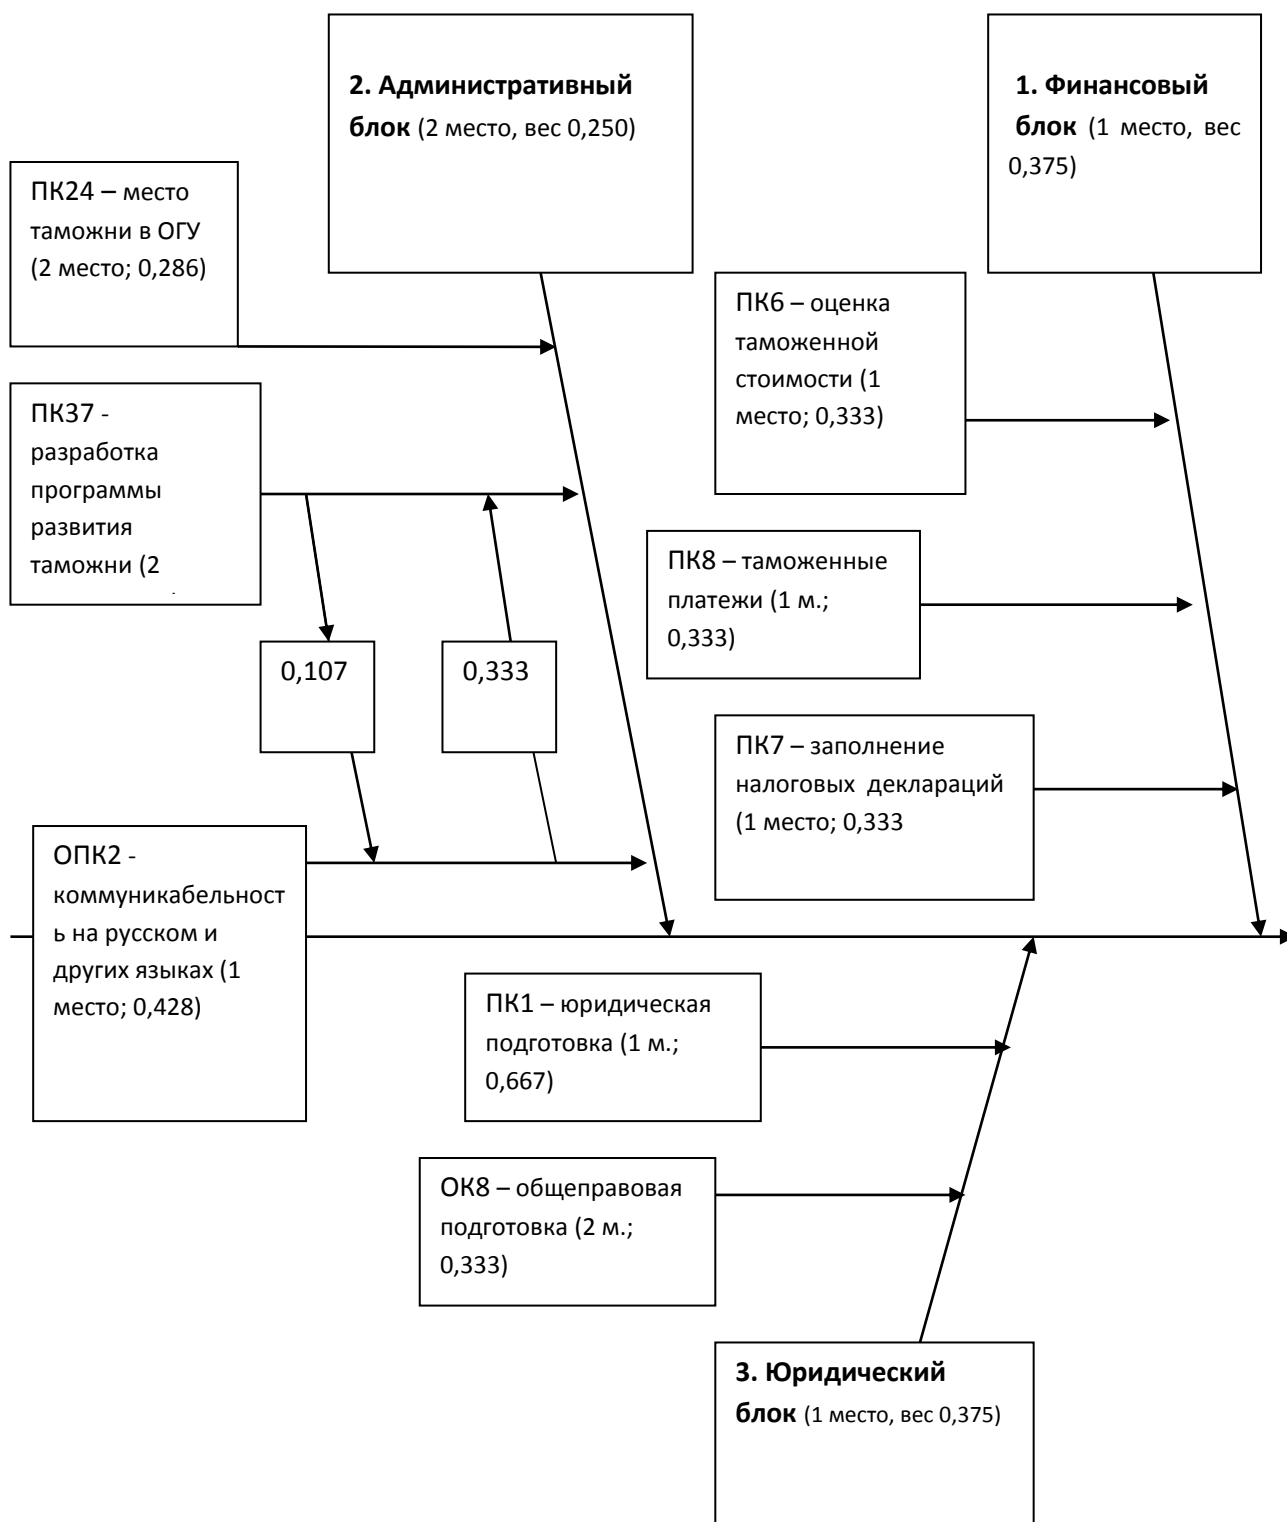 2. Административный
блок (2 место, вес 0,250)
1. Финансовый
блок (1 место, вес
0,375)
ПК24 – место
таможни в ОГУ
(2 место; 0,286)
ПК6 – оценка
таможенной
стоимости (1
место; 0,333)
ПК37 -
разработка
программы
развития
таможни (2
ПК8 – таможенные
платежи (1 м.;
0,333)
0,107
0,333
ПК7 – заполнение
налоговых деклараций
(1 место; 0,333
ОПК2 -
коммуникабельност
ь на русском и
других языках (1
место; 0,428)
ПК1 – юридическая
подготовка (1 м.;
0,667)
ОК8 – общеправовая
подготовка (2 м.;
0,333)
3. Юридический
блок (1 место, вес 0,375)